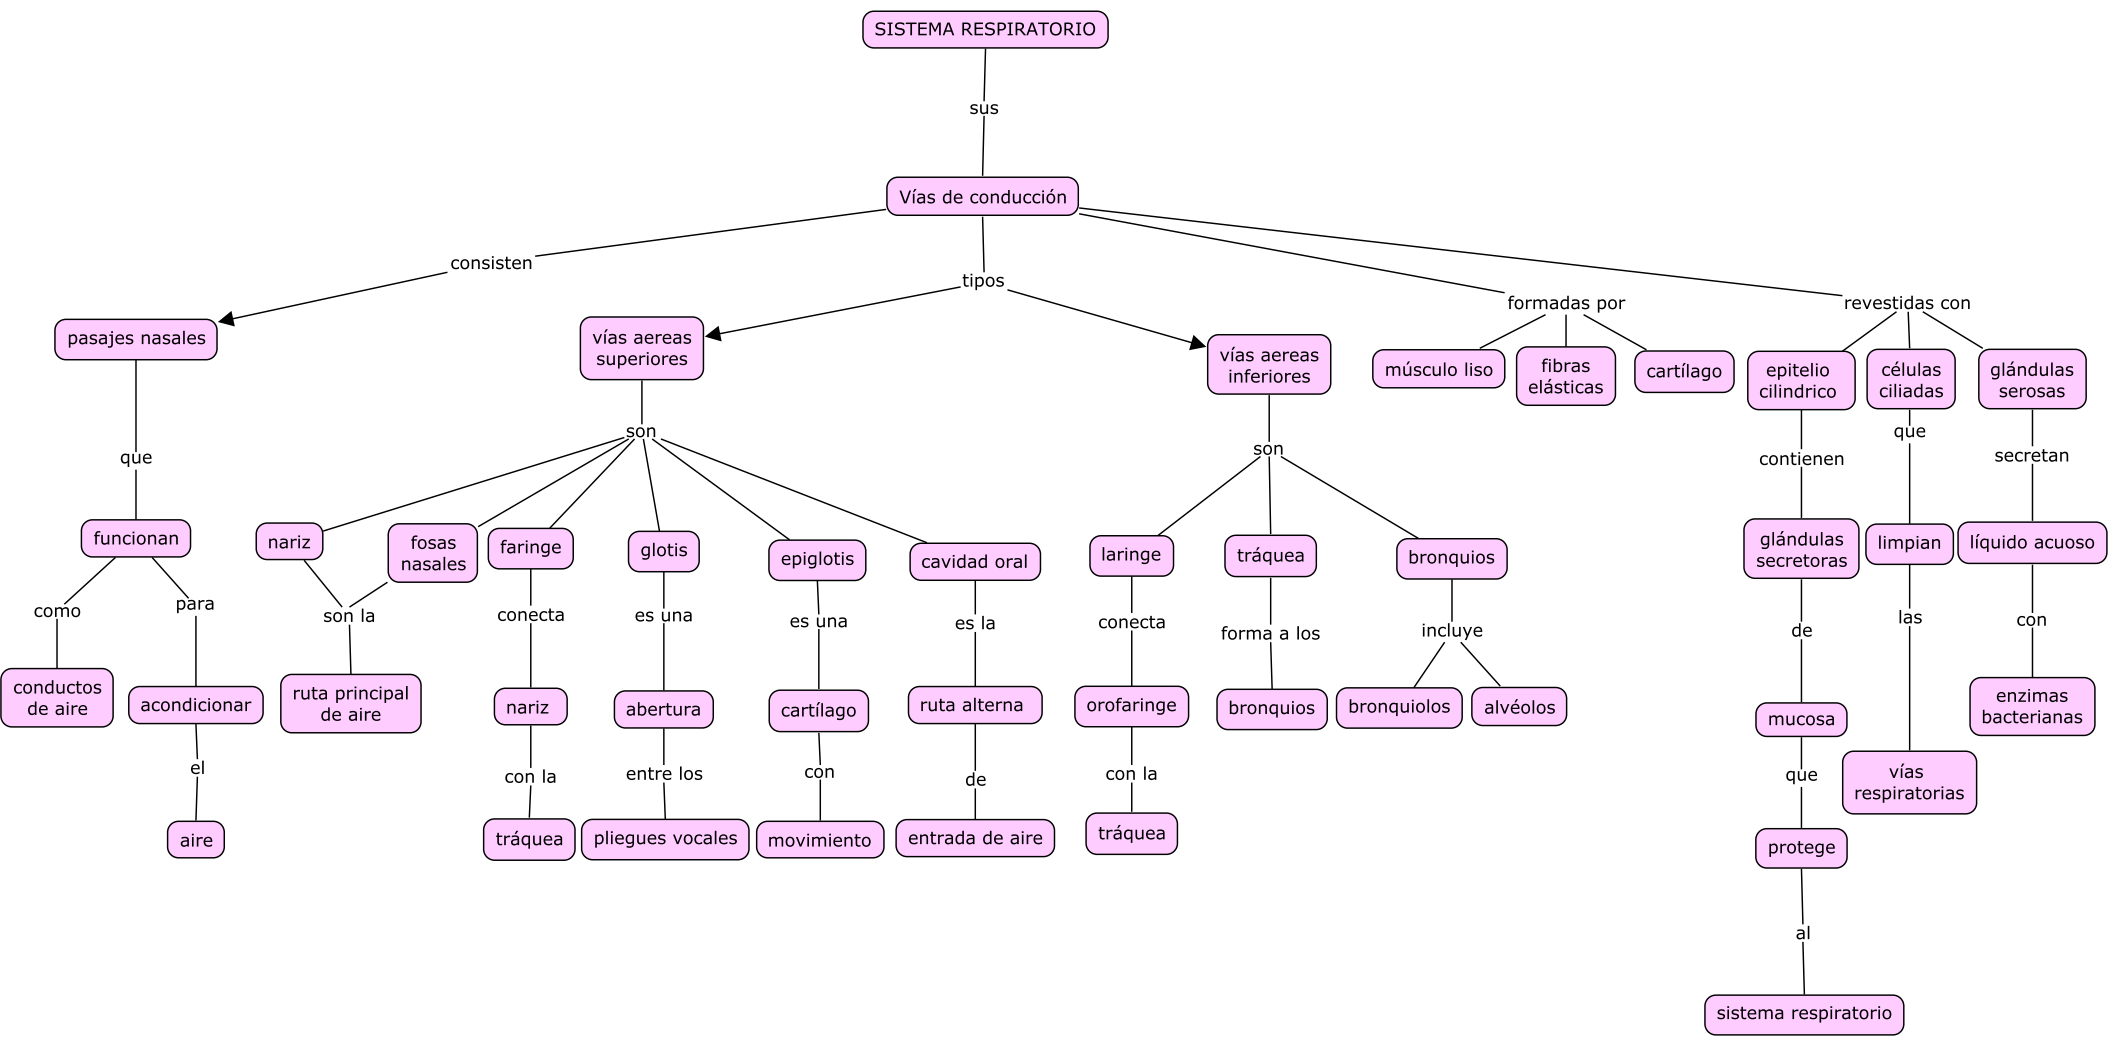 SISTEMA RESPIRATORIO
sus
Vías de conducción
consisten
tipos
formadas por
revestidas con
pasajes nasales
vías aereas
superiores
vías aereas
inferiores
músculo liso
fibras
elásticas
cartílago
epitelio
cilindrico
células
ciliadas
glándulas
serosas
que
son
son
contienen
que
secretan
funcionan
nariz
fosas
nasales
faringe
glotis
epiglotis
cavidad oral
laringe
tráquea
bronquios
glándulas
secretoras
limpian
líquido acuoso
como
para
son la
conecta
es una
es una
es la
conecta
forma a los
incluye
de
las
con
conductos
de aire
acondicionar
ruta principal
de aire
nariz
abertura
cartílago
ruta alterna
orofaringe
bronquios
bronquiolos
alvéolos
mucosa
enzimas
bacterianas
el
con la
entre los
con
de
con la
que
vías
respiratorias
aire
tráquea
pliegues vocales
movimiento
entrada de aire
tráquea
protege
al
sistema respiratorio